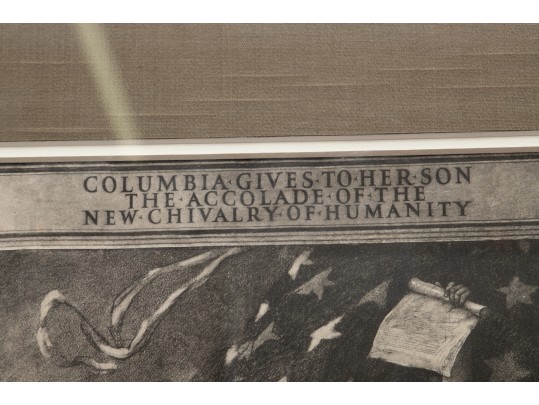 COLUMBIA·GIVES·TO·HER·SON
THE·ACCOLADE·OF·THE
NEW·CHIVALRY·OF·HUMANITY